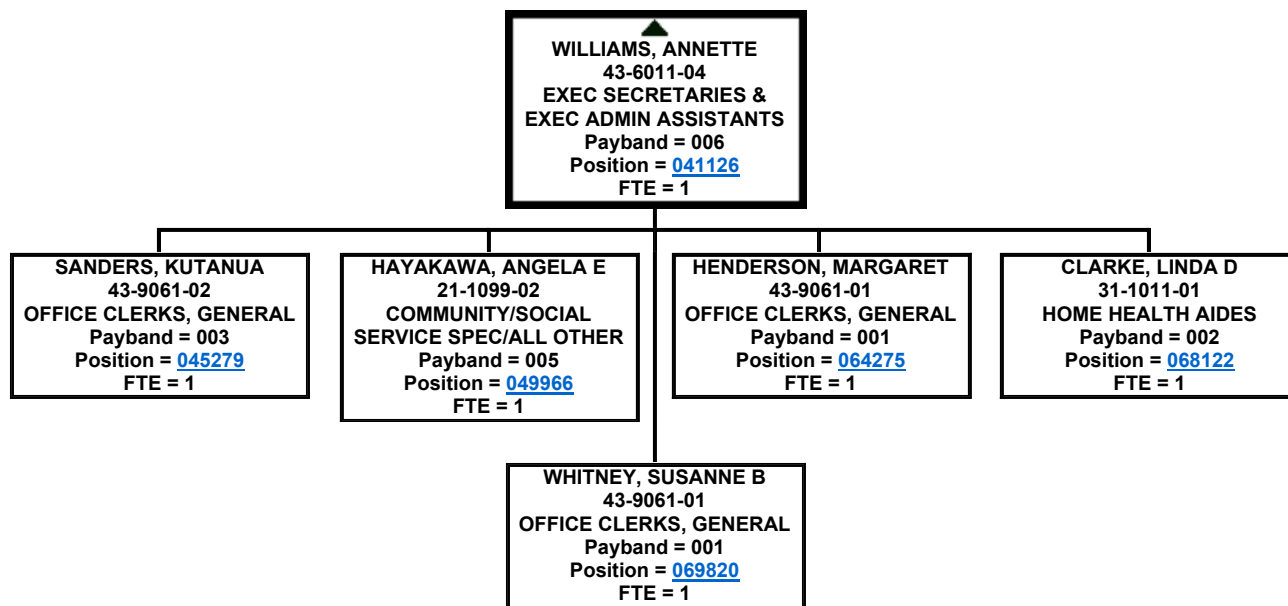 WILLIAMS, ANNETTE
43-6011-04
EXEC SECRETARIES &
EXEC ADMIN ASSISTANTS
Payband = 006
Position = 041126
FTE = 1
SANDERS, KUTANUA
43-9061-02
OFFICE CLERKS, GENERAL
Payband = 003
Position = 045279
FTE = 1
HAYAKAWA, ANGELA E
21-1099-02
COMMUNITY/SOCIAL
SERVICE SPEC/ALL OTHER
Payband = 005
Position = 049966
FTE = 1
HENDERSON, MARGARET
43-9061-01
OFFICE CLERKS, GENERAL
Payband = 001
Position = 064275
FTE = 1
CLARKE, LINDA D
31-1011-01
HOME HEALTH AIDES
Payband = 002
Position = 068122
FTE = 1
WHITNEY, SUSANNE B
43-9061-01
OFFICE CLERKS, GENERAL
Payband = 001
Position = 069820
FTE = 1